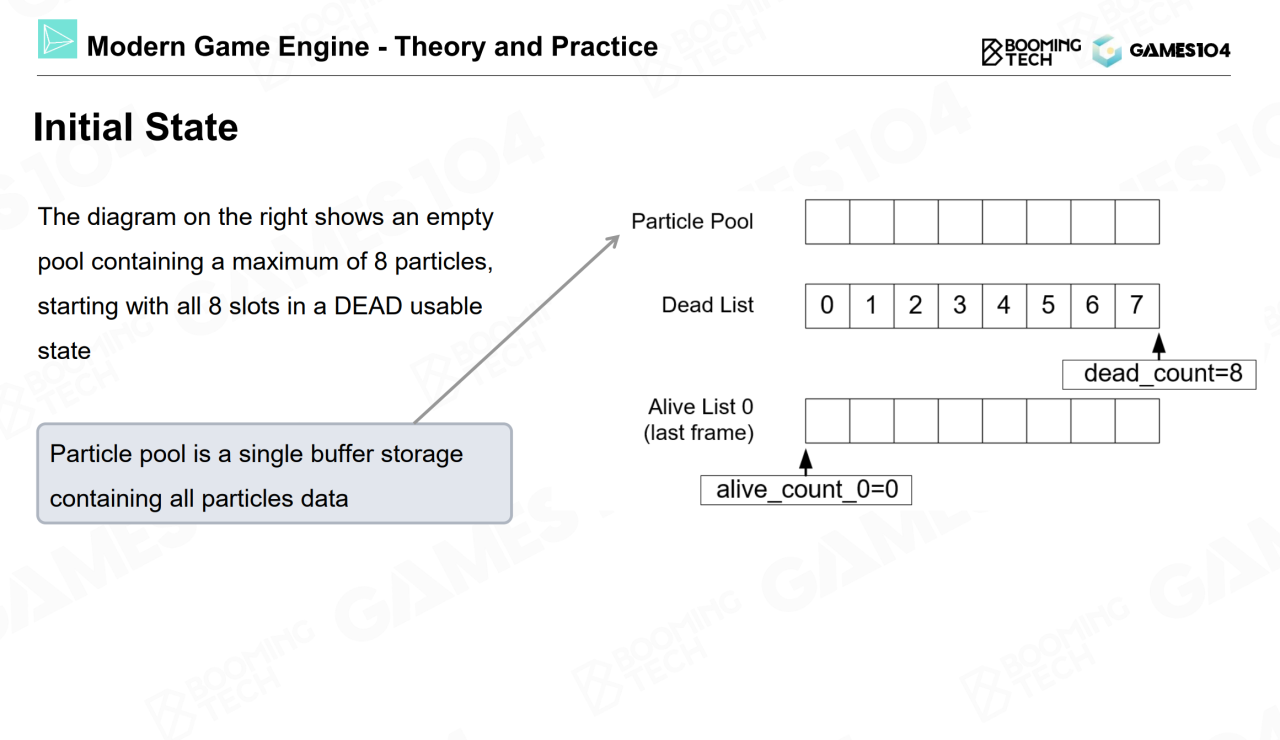 Modern Game Engine - Theory and Practice
BOOMING
TECH
GAMES104
Initial State
The diagram on the right shows an empty
pool containing a maximum of 8 particles,
starting with all 8 slots in a DEAD usable
state
Particle pool is a single buffer storage
containing all particles data
Particle Pool
Dead List
0 1 2 3 4 5 6 7
dead_count=8
Alive List 0
(last frame)
alive_count_0=0